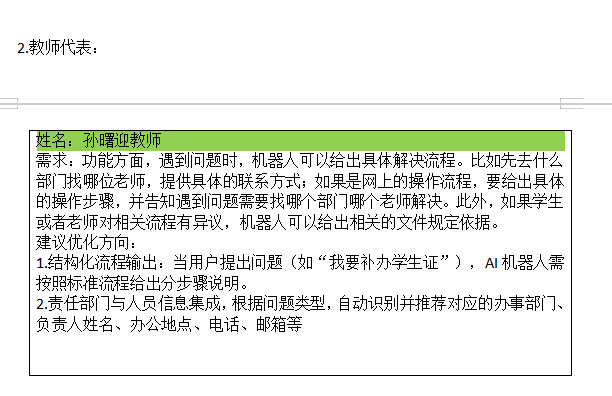 2.教师代表：
姓名：孙曙迎教师
需求：功能方面，遇到问题时，机器人可以给出具体解决流程。比如先去什么
部门找哪位老师，提供具体的联系方式；如果是网上的操作流程，要给出具体
的操作步骤，并告知遇到问题需要找哪个部门哪个老师解决。此外，如果学生
或者老师对相关流程有异议，机器人可以给出相关的文件规定依据。
建议优化方向：
1.结构化流程输出：当用户提出问题（如“我要补办学生证”），AI 机器人需
按照标准流程给出分步骤说明。
2.责任部门与人员信息集成，根据问题类型，自动识别并推荐对应的办事部门、
负责人姓名、办公地点、电话、邮箱等